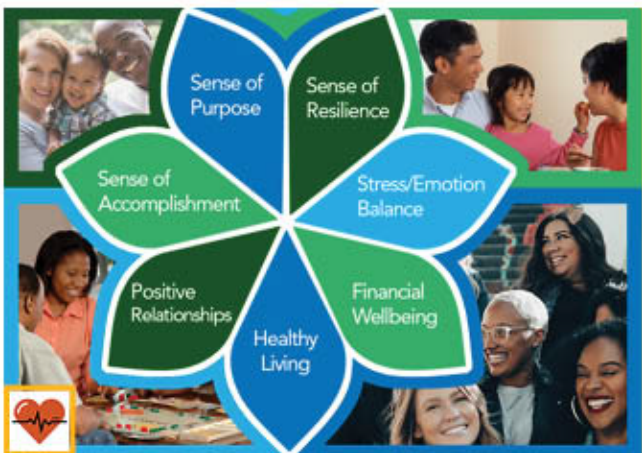 Sense of
Purpose
Sense of
Resilience
Sense of
Accomplishment
Stress/Emotion
Balance
Positive
Relationships
Financial
Wellbeing
Healthy
Living